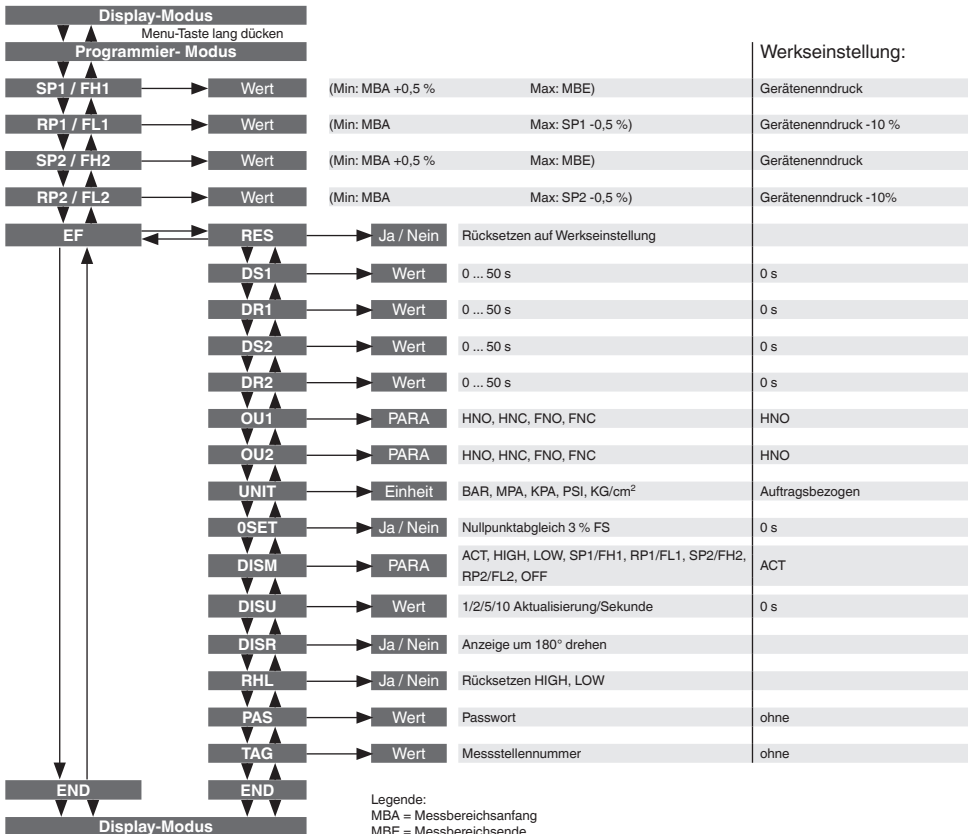 Display-Modus
Menu-Taste lang dücken
Programmier- Modus
Werkseinstellung:
SP1 / FH1 Wert (Min: MBA +0,5 % Max: MBE) Gerätenenndruck
RP1 / FL1 Wert (Min: MBA Max: SP1 -0,5 %) Gerätenenndruck -10 %
SP2 / FH2 Wert (Min: MBA +0,5 % Max: MBE) Gerätenenndruck
RP2 / FL2 Wert (Min: MBA Max: SP2 -0,5 %) Gerätenenndruck -10%
EF RES Ja / Nein Rücksetzen auf Werkseinstellung
DS1 Wert 0 ... 50 s 0 s
DR1 Wert 0 ... 50 s 0 s
DS2 Wert 0 ... 50 s 0 s
DR2 Wert 0 ... 50 s 0 s
OU1 PARA HNO, HNC, FNO, FNC HNO
OU2 PARA HNO, HNC, FNO, FNC HNO
UNIT Einheit BAR, MPA, KPA, PSI, KG/cm² Auftragsbezogen
0SET Ja / Nein Nullpunktabgleich 3 % FS 0 s
DISM PARA ACT, HIGH, LOW, SP1/FH1, RP1/FL1, SP2/FH2, ACT
RP2/FL2, OFF
DISU Wert 1/2/5/10 Aktualisierung/Sekunde 0 s
DISR Ja / Nein Anzeige um 180° drehen
RHL Ja / Nein Rücksetzen HIGH, LOW
PAS Wert Passwort ohne
TAG Wert Messstellennummer ohne
END END
Legende:
MBA = Messbereichsanfang
Display-Modus
MBE = Messbereichsende